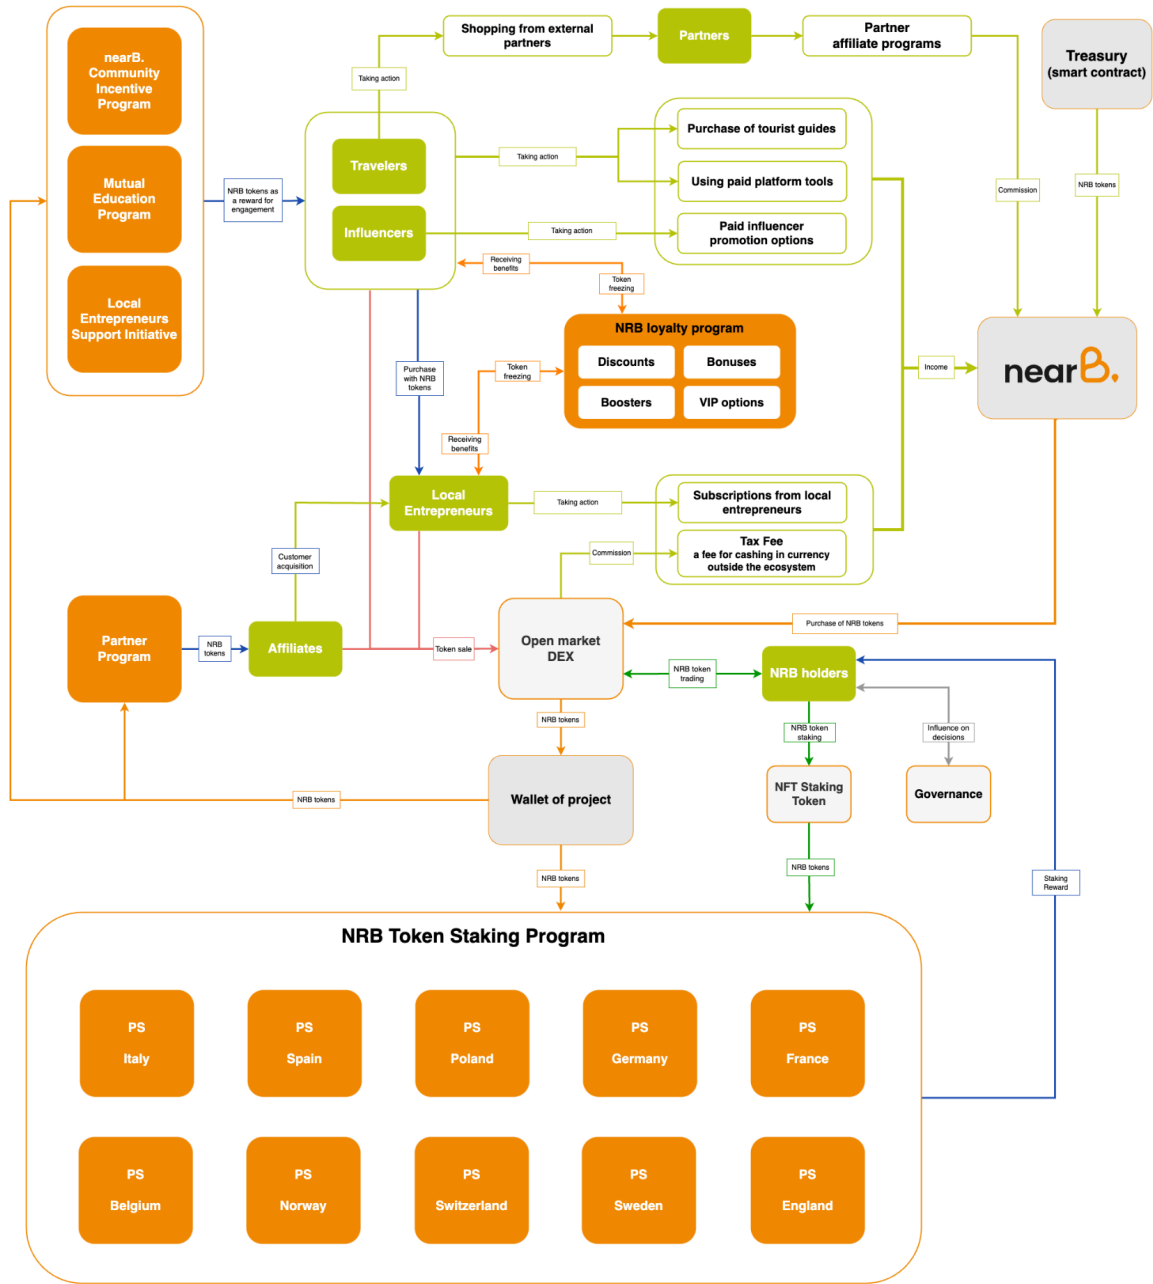 nearB.
Community
Incentive
Program
Mutual
Education
Program
Local
Entrepreneurs
Support Initiative
NRB tokens as
a reward for
engagement
Taking action
Shopping from external
partners
Partners
Partner
affiliate programs
Treasury
(smart contract)
Travelers
Influencers
Taking action
Taking action
Purchase of tourist guides
Using paid platform tools
Paid influencer
promotion options
Commission
NRB tokens
Receiving
benefits
Token
freezing
NRB loyalty program
Discounts
Bonuses
Boosters
VIP options
Purchase
with NRB
tokens
Token
freezing
Receiving
benefits
Income
nearB.
Local
Entrepreneurs
Taking action
Subscriptions from local
entrepreneurs
Tax Fee
a fee for cashing in currency
outside the ecosystem
Commission
Customer
acquisition
Partner
Program
NRB
tokens
Affiliates
Token sale
Open market
DEX
Purchase of NRB tokens
NRB token
trading
NRB holders
NRB tokens
NRB token
staking
Influence on
decisions
Wallet of project
NFT Staking
Token
Governance
NRB tokens
NRB tokens
NRB tokens
Staking
Reward
NRB Token Staking Program
PS
Italy
PS
Spain
PS
Poland
PS
Germany
PS
France
PS
Belgium
PS
Norway
PS
Switzerland
PS
Sweden
PS
England